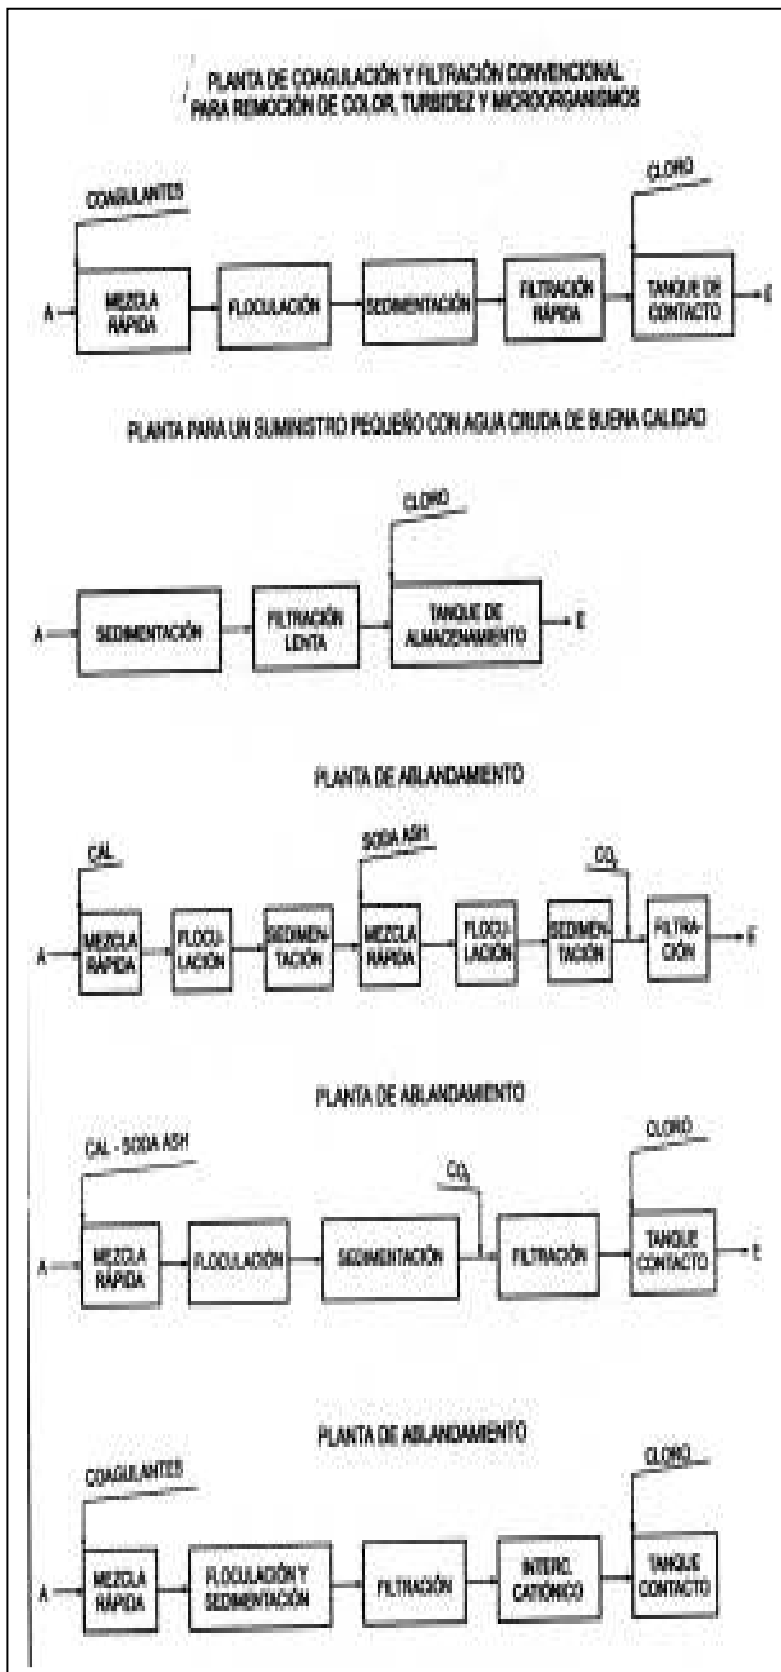 PLANTA DE COAGULACIÓN Y FILTRACIÓN CONVENCIONAL
PARA REMOCIÓN DE COLOR, TURBIDEZ Y MICROORGANISMOS
COAGULANTES
CLORO
A
MEZCLA
RÁPIDA
FLOCULACIÓN
SEDIMENTACIÓN
FILTRACIÓN
RÁPIDA
TANQUE DE
CONTACTO
E
PLANTA PARA UN SUMINISTRO PEQUEÑO CON AGUA CRUDA DE BUENA CALIDAD
CLORO
A
SEDIMENTACIÓN
FILTRACIÓN
LENTA
TANQUE DE
ALMACENAMIENTO
E
PLANTA DE ABLANDAMIENTO
CAL
SODA ASH
CO₂
A
MEZCLA
RÁPIDA
FLOCU-
LACIÓN
SEDIMEN-
TACIÓN
MEZCLA
RÁPIDA
FLOCU-
LACIÓN
SEDIMEN-
TACIÓN
FILTRA-
CIÓN
E
PLANTA DE ABLANDAMIENTO
CAL - SODA ASH
CO₂
CLORO
A
MEZCLA
RÁPIDA
FLOCULACIÓN
SEDIMENTACIÓN
FILTRACIÓN
TANQUE
CONTACTO
E
PLANTA DE ABLANDAMIENTO
COAGULANTES
CLORO
A
MEZCLA
RÁPIDA
FLOCULACIÓN Y
SEDIMENTACIÓN
FILTRACIÓN
INTERC.
CATIÓNICO
TANQUE
CONTACTO